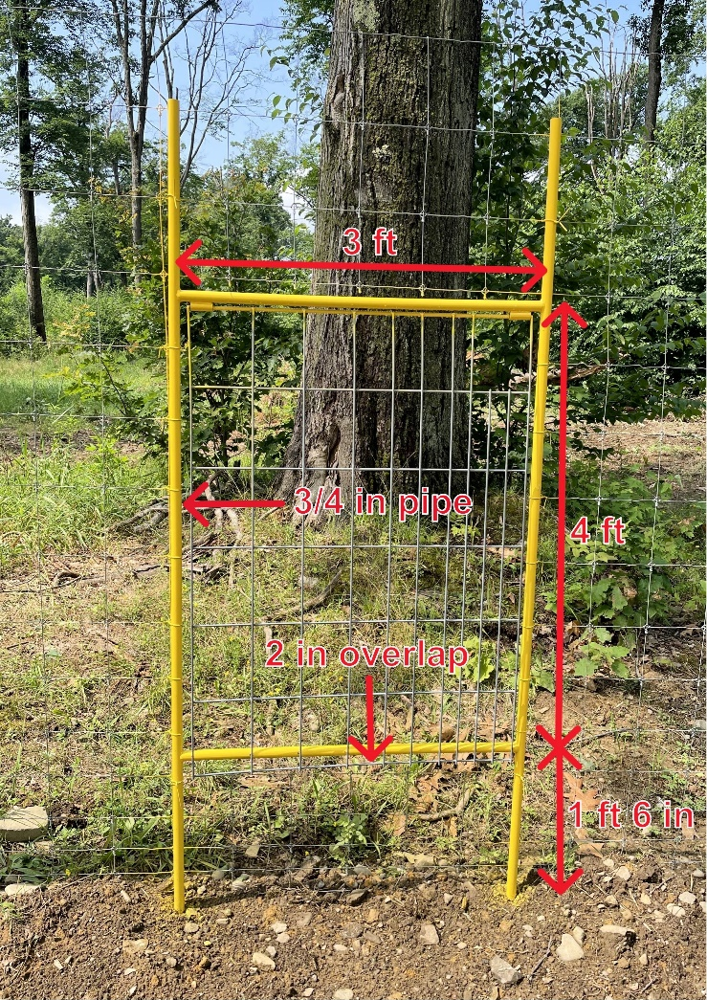 3 ft
3/4 in pipe
4 ft
2 in overlap
1 ft 6 in